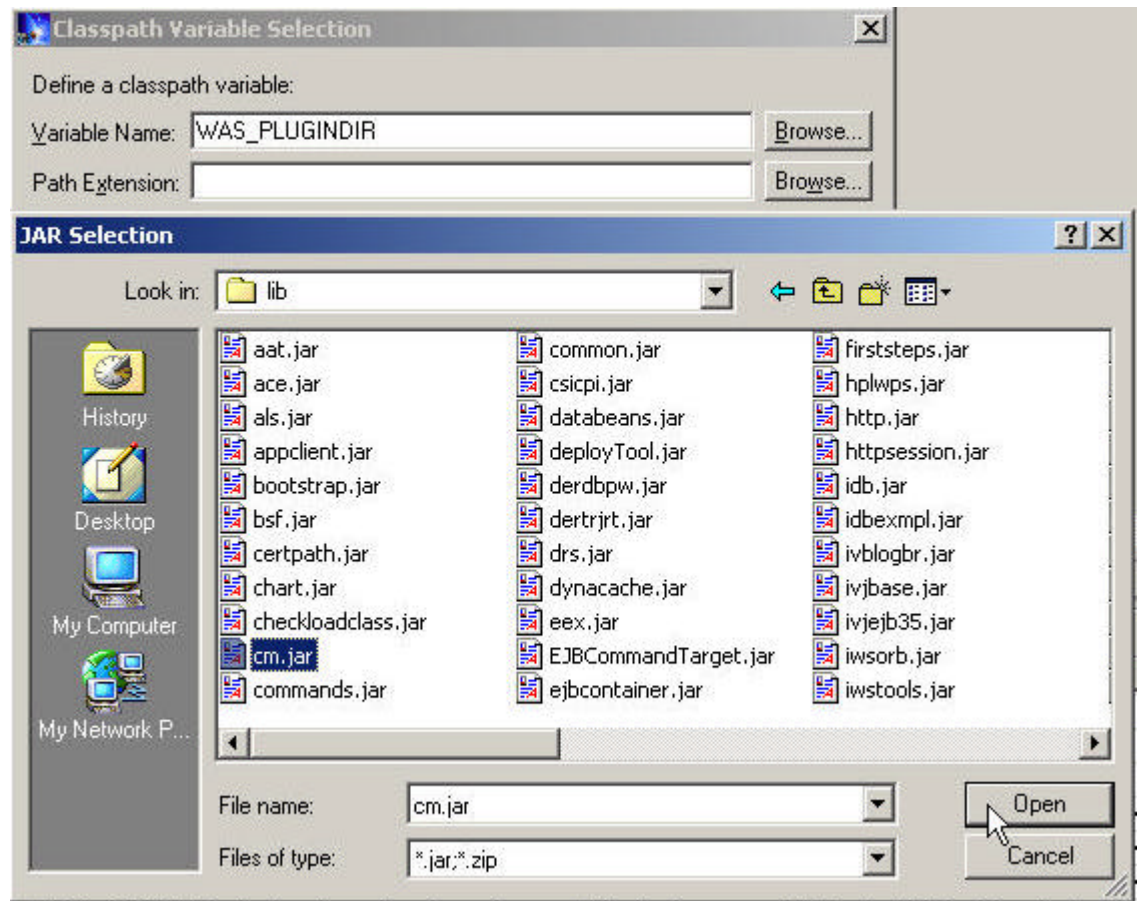 Classpath Variable Selection
Define a classpath variable:
Variable Name: WAS_PLUGINDIR Browse...
Path Extension: Browse...
JAR Selection
Look in: lib
History
Desktop
My Computer
My Network P...
aat.jar common.jar firststeps.jar
ace.jar csicpi.jar hplwps.jar
als.jar databeans.jar http.jar
appclient.jar deployTool.jar httpsession.jar
bootstrap.jar derdbpw.jar idb.jar
bsf.jar dertrjrt.jar idbexmpl.jar
certpath.jar drs.jar ivblogbr.jar
chart.jar dynacache.jar ivjbase.jar
checkloadclass.jar eex.jar ivjejb35.jar
cm.jar EJBCommandTarget.jar iwsorb.jar
commands.jar ejbcontainer.jar iwstools.jar
File name: cm.jar Open
Files of type: *.jar;*.zip Cancel